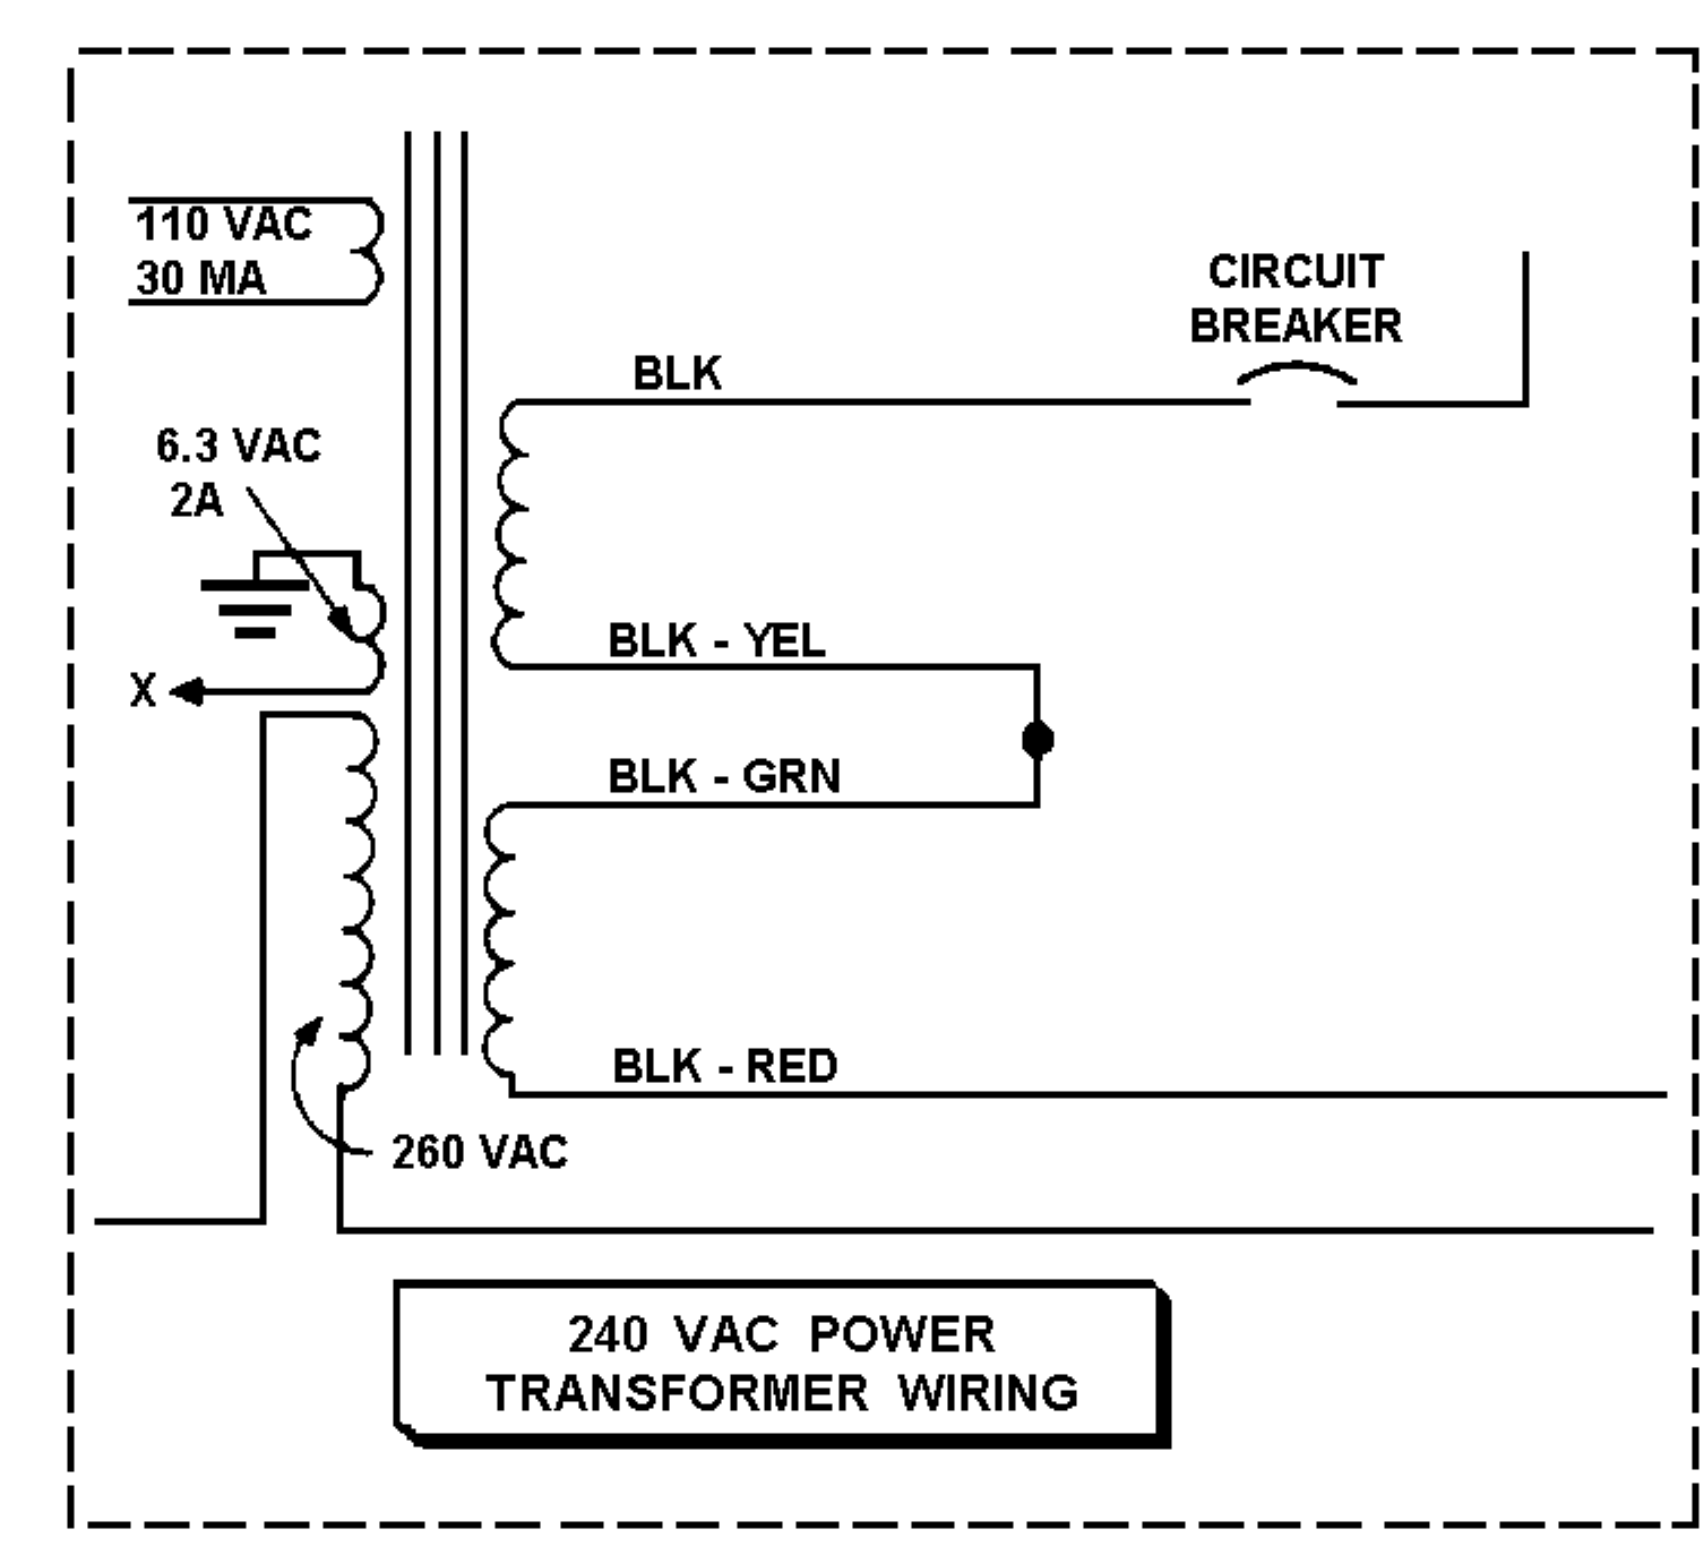 110 VAC
30 MA
CIRCUIT
BREAKER
BLK
6.3 VAC
2A
BLK - YEL
X
BLK - GRN
BLK - RED
260 VAC
240 VAC POWER
TRANSFORMER WIRING